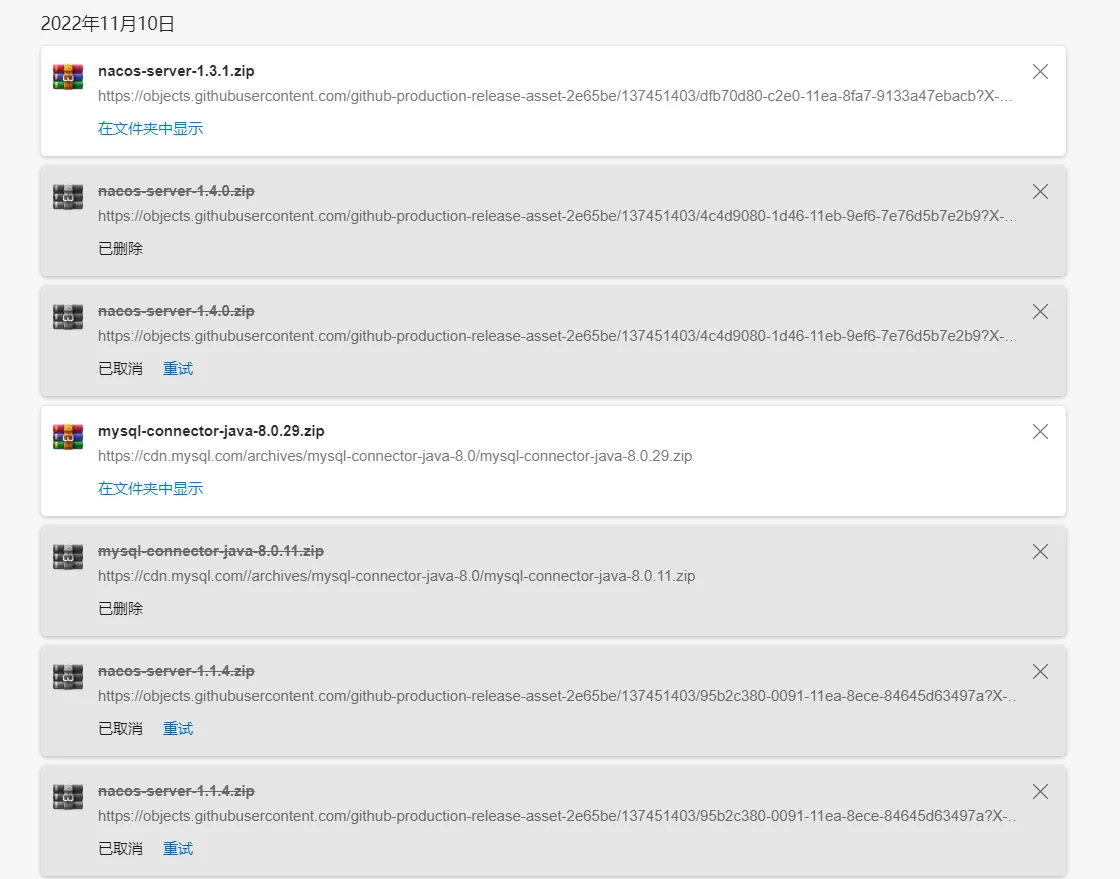 2022年11月10日
nacos-server-1.3.1.zip
https://objects.githubusercontent.com/github-production-release-asset-2e65be/137451403/dfb70d80-c2e0-11ea-8fa7-9133a47ebacb?X-...
在文件夹中显示
nacos-server-1.4.0.zip
https://objects.githubusercontent.com/github-production-release-asset-2e65be/137451403/4c4d9080-1d46-11eb-9ef6-7e76d5b7e2b9?X-...
已删除
nacos-server-1.4.0.zip
https://objects.githubusercontent.com/github-production-release-asset-2e65be/137451403/4c4d9080-1d46-11eb-9ef6-7e76d5b7e2b9?X-...
已取消 重试
mysql-connector-java-8.0.29.zip
https://cdn.mysql.com/archives/mysql-connector-java-8.0/mysql-connector-java-8.0.29.zip
在文件夹中显示
mysql-connector-java-8.0.11.zip
https://cdn.mysql.com//archives/mysql-connector-java-8.0/mysql-connector-java-8.0.11.zip
已删除
nacos-server-1.1.4.zip
https://objects.githubusercontent.com/github-production-release-asset-2e65be/137451403/95b2c380-0091-11ea-8ece-84645d63497a?X-..
已取消 重试
nacos-server-1.1.4.zip
https://objects.githubusercontent.com/github-production-release-asset-2e65be/137451403/95b2c380-0091-11ea-8ece-84645d63497a?X-..
已取消 重试